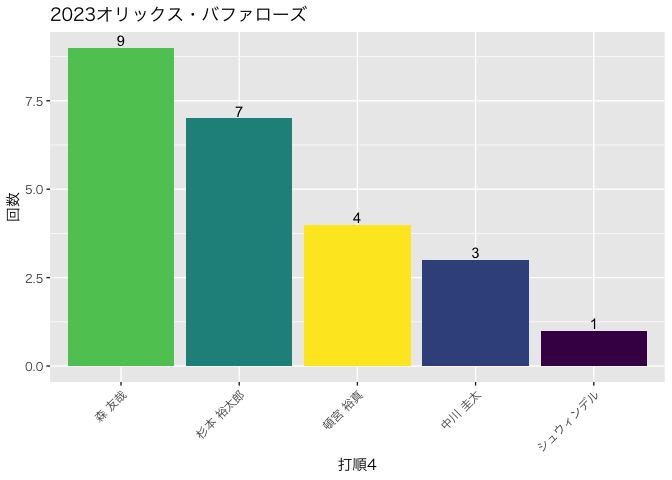 2023オリックス・バファローズ
9
7
4
3
1
7.5
5.0
2.5
0.0
回数
森 友哉
杉本 裕太郎
頓宮 裕真
中川 圭太
シュウィンデル
打順4